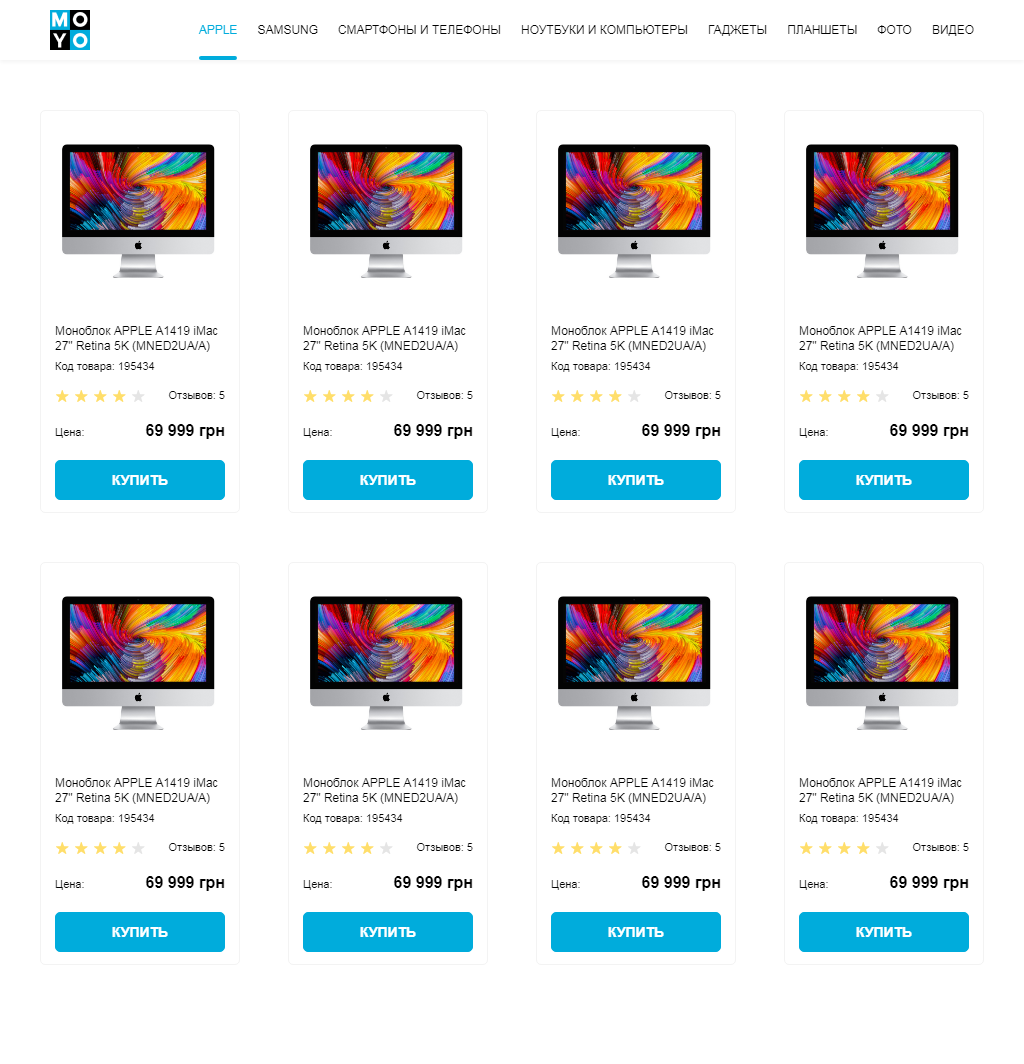 MO
YO
APPLE SAMSUNG СМАРТФОНЫ И ТЕЛЕФОНЫ НОУТБУКИ И КОМПЬЮТЕРЫ ГАДЖЕТЫ ПЛАНШЕТЫ ФОТО ВИДЕО
Моноблок APPLE A1419 iMac
27" Retina 5K (MNED2UA/A)
Код товара: 195434
Отзывов: 5
Цена: 69 999 грн
КУПИТЬ
Моноблок APPLE A1419 iMac
27" Retina 5K (MNED2UA/A)
Код товара: 195434
Отзывов: 5
Цена: 69 999 грн
КУПИТЬ
Моноблок APPLE A1419 iMac
27" Retina 5K (MNED2UA/A)
Код товара: 195434
Отзывов: 5
Цена: 69 999 грн
КУПИТЬ
Моноблок APPLE A1419 iMac
27" Retina 5K (MNED2UA/A)
Код товара: 195434
Отзывов: 5
Цена: 69 999 грн
КУПИТЬ
Моноблок APPLE A1419 iMac
27" Retina 5K (MNED2UA/A)
Код товара: 195434
Отзывов: 5
Цена: 69 999 грн
КУПИТЬ
Моноблок APPLE A1419 iMac
27" Retina 5K (MNED2UA/A)
Код товара: 195434
Отзывов: 5
Цена: 69 999 грн
КУПИТЬ
Моноблок APPLE A1419 iMac
27" Retina 5K (MNED2UA/A)
Код товара: 195434
Отзывов: 5
Цена: 69 999 грн
КУПИТЬ
Моноблок APPLE A1419 iMac
27" Retina 5K (MNED2UA/A)
Код товара: 195434
Отзывов: 5
Цена: 69 999 грн
КУПИТЬ